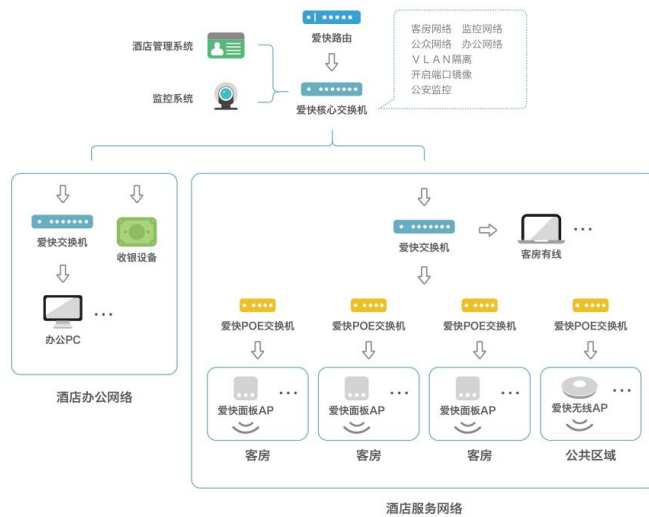 爱快路由
酒店管理系统
监控系统
爱快核心交换机
客房网络 监控网络
公众网络 办公网络
VLAN隔离
开启端口镜像
公安监控
爱快交换机
收银设备
办公PC
...
酒店办公网络
爱快交换机
客房有线
...
爱快POE交换机
爱快POE交换机
爱快POE交换机
爱快POE交换机
...
爱快面板AP
...
爱快面板AP
...
爱快面板AP
...
爱快无线AP
客房
客房
客房
公共区域
酒店服务网络